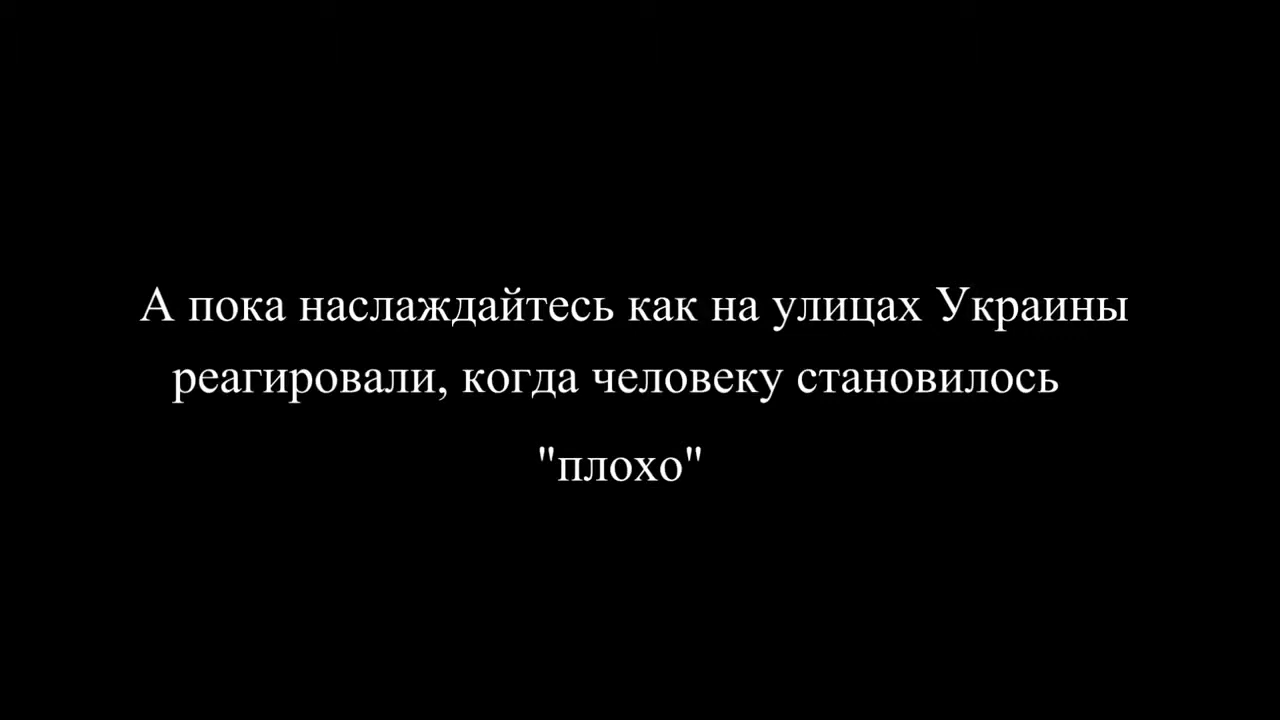 А пока наслаждайтесь как на улицах Украины
реагировали, когда человеку становилось
"плохо"